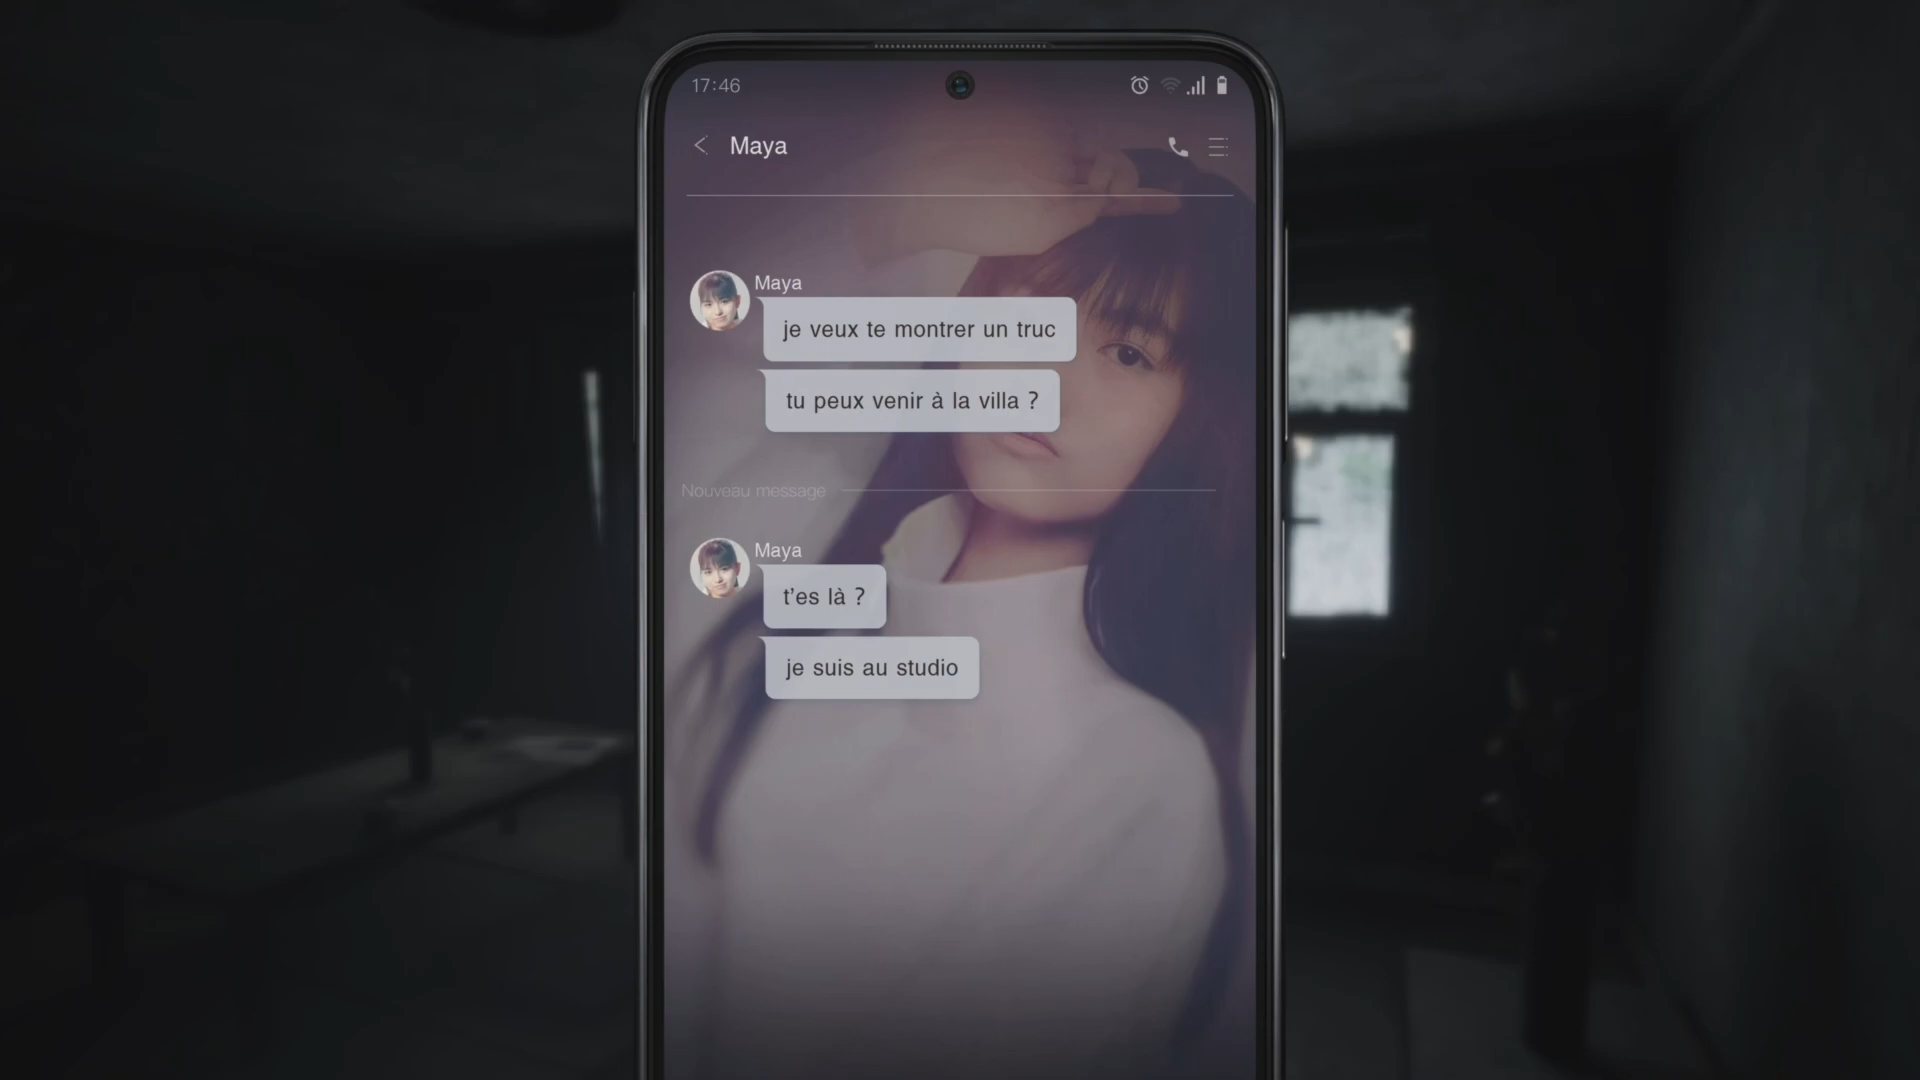 17:46
Maya
Maya
je veux te montrer un truc
tu peux venir à la villa ?
Nouveau message
Maya
t'es là ?
je suis au studio